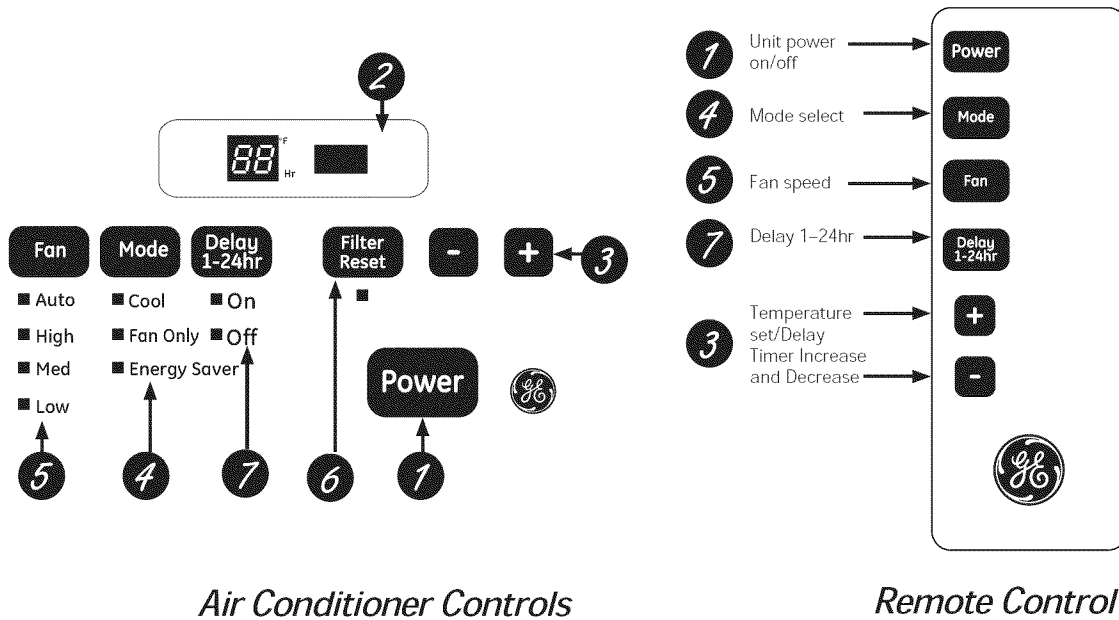 2
88 °F
Hr
Fan Mode Delay 1-24hr Filter Reset - + 3
Auto
High
Med
Low
Cool
Fan Only
Energy Saver
On
Off
Power
GE
5 4 7 6 1
Air Conditioner Controls
1 Unit power
on/off
Power
4 Mode select
Mode
5 Fan speed
Fan
7 Delay 1–24hr
Delay
1-24hr
3 Temperature
set/Delay
Timer Increase
and Decrease
+
-
GE
Remote Control